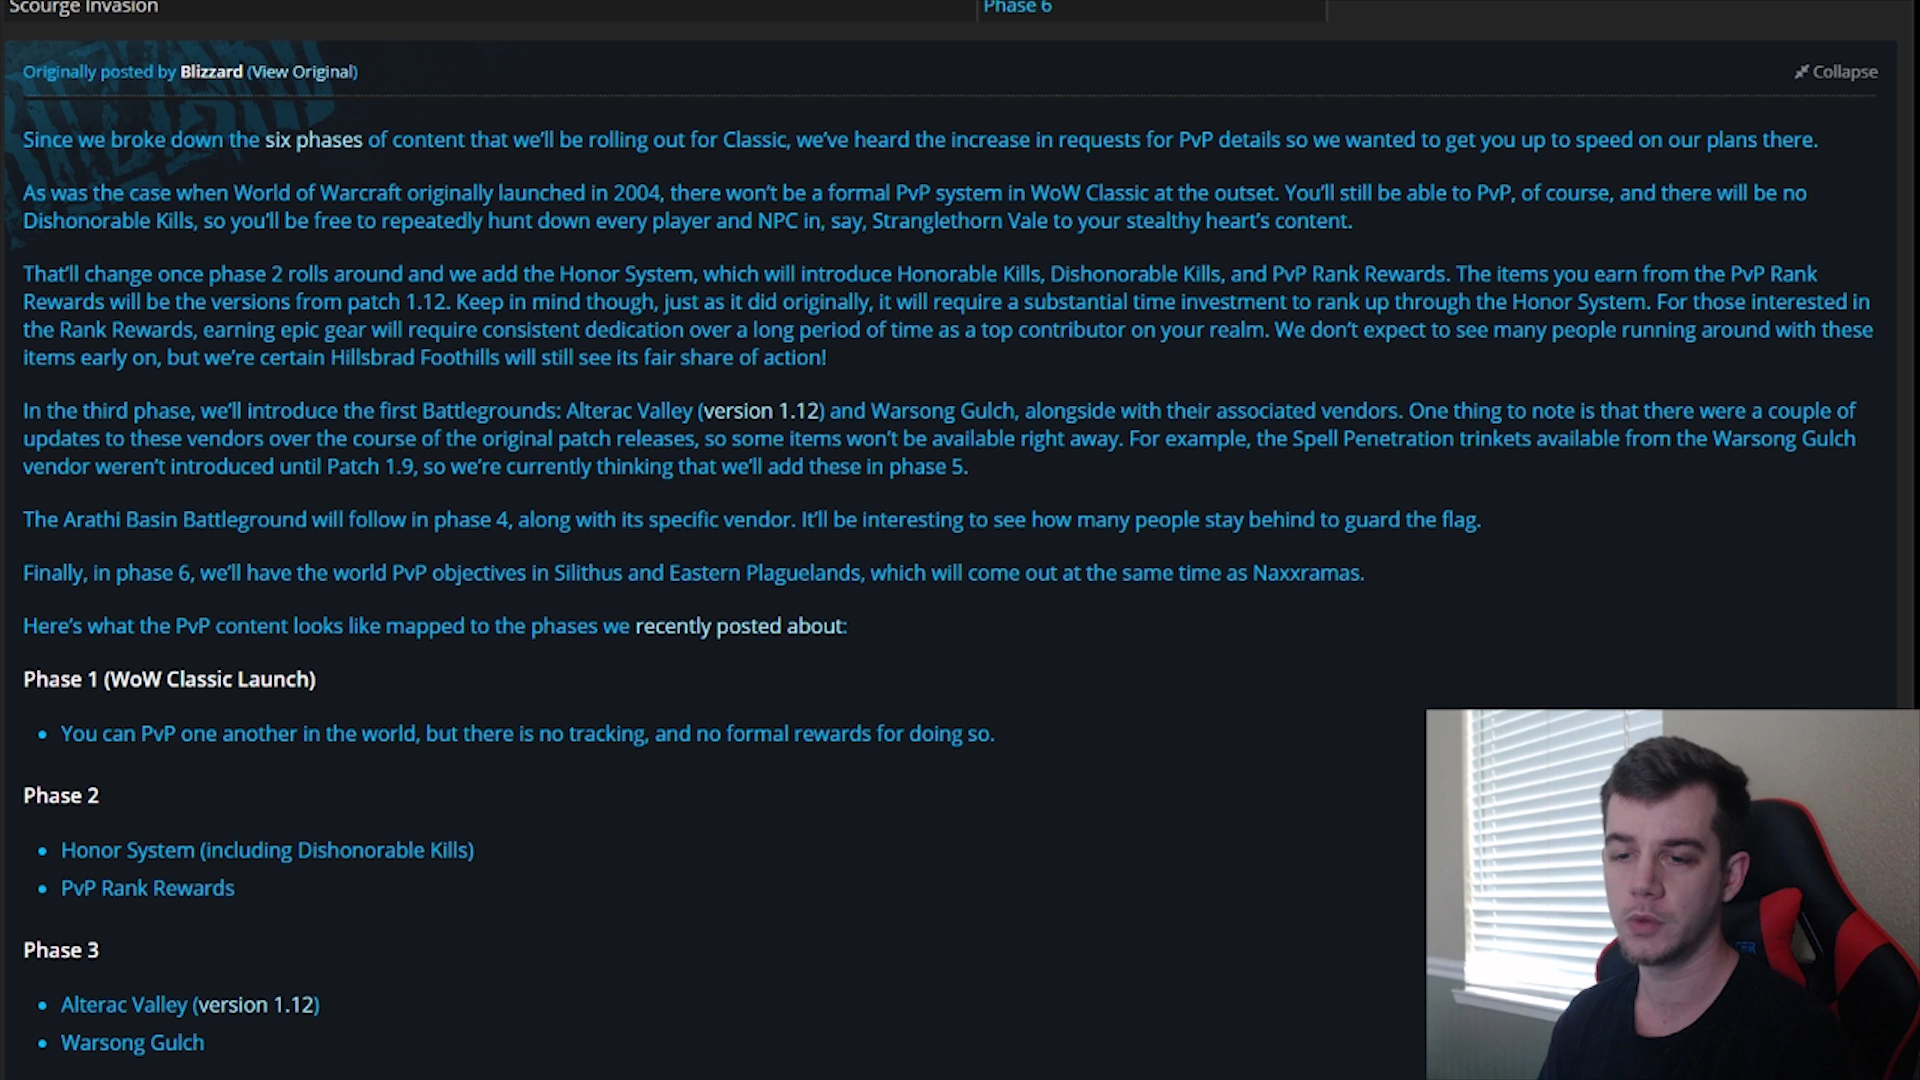 Scourge Invasion
Phase 6
Originally posted by Blizzard (View Original)
Collapse
Since we broke down the six phases of content that we'll be rolling out for Classic, we've heard the increase in requests for PvP details so we wanted to get you up to speed on our plans there.
As was the case when World of Warcraft originally launched in 2004, there won't be a formal PvP system in WoW Classic at the outset. You'll still be able to PvP, of course, and there will be no
Dishonorable Kills, so you'll be free to repeatedly hunt down every player and NPC in, say, Stranglethorn Vale to your stealthy heart's content.
That'll change once phase 2 rolls around and we add the Honor System, which will introduce Honorable Kills, Dishonorable Kills, and PvP Rank Rewards. The items you earn from the PvP Rank
Rewards will be the versions from patch 1.12. Keep in mind though, just as it did originally, it will require a substantial time investment to rank up through the Honor System. For those interested in
the Rank Rewards, earning epic gear will require consistent dedication over a long period of time as a top contributor on your realm. We don't expect to see many people running around with these
items early on, but we're certain Hillsbrad Foothills will still see its fair share of action!
In the third phase, we'll introduce the first Battlegrounds: Alterac Valley (version 1.12) and Warsong Gulch, alongside with their associated vendors. One thing to note is that there were a couple of
updates to these vendors over the course of the original patch releases, so some items won't be available right away. For example, the Spell Penetration trinkets available from the Warsong Gulch
vendor weren't introduced until Patch 1.9, so we're currently thinking that we'll add these in phase 5.
The Arathi Basin Battleground will follow in phase 4, along with its specific vendor. It'll be interesting to see how many people stay behind to guard the flag.
Finally, in phase 6, we'll have the world PvP objectives in Silithus and Eastern Plaguelands, which will come out at the same time as Naxxramas.
Here's what the PvP content looks like mapped to the phases we recently posted about:
Phase 1 (WoW Classic Launch)
• You can PvP one another in the world, but there is no tracking, and no formal rewards for doing so.
Phase 2
• Honor System (including Dishonorable Kills)
• PvP Rank Rewards
Phase 3
• Alterac Valley (version 1.12)
• Warsong Gulch